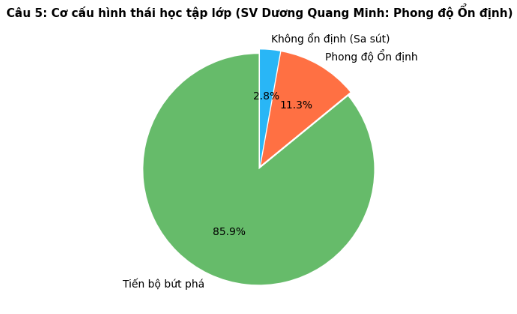 Câu 5: Cơ cấu hình thái học tập lớp (SV Dương Quang Minh: Phong độ Ổn định)
Không ổn định (Sa sút)
Phong độ Ổn định
2.8%
11.3%
85.9%
Tiến bộ bứt phá